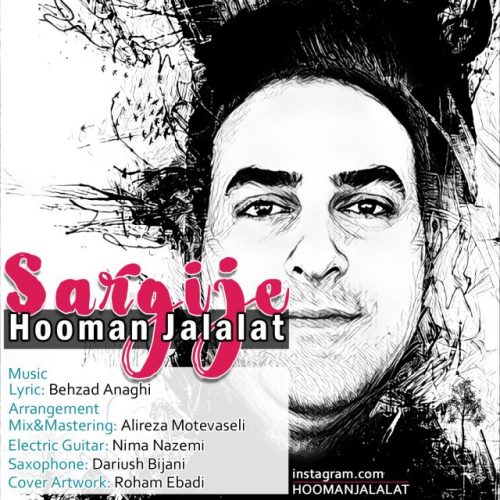 Sargije
Hooman Jalalat
Music
Lyric: Behzad Anaghi
Arrangement
Mix&Mastering: Alireza Motevaseli
Electric Guitar: Nima Nazemi
Saxophone: Dariush Bijani
Cover Artwork: Roham Ebadi
instagram.com
HOOMANJALALAT